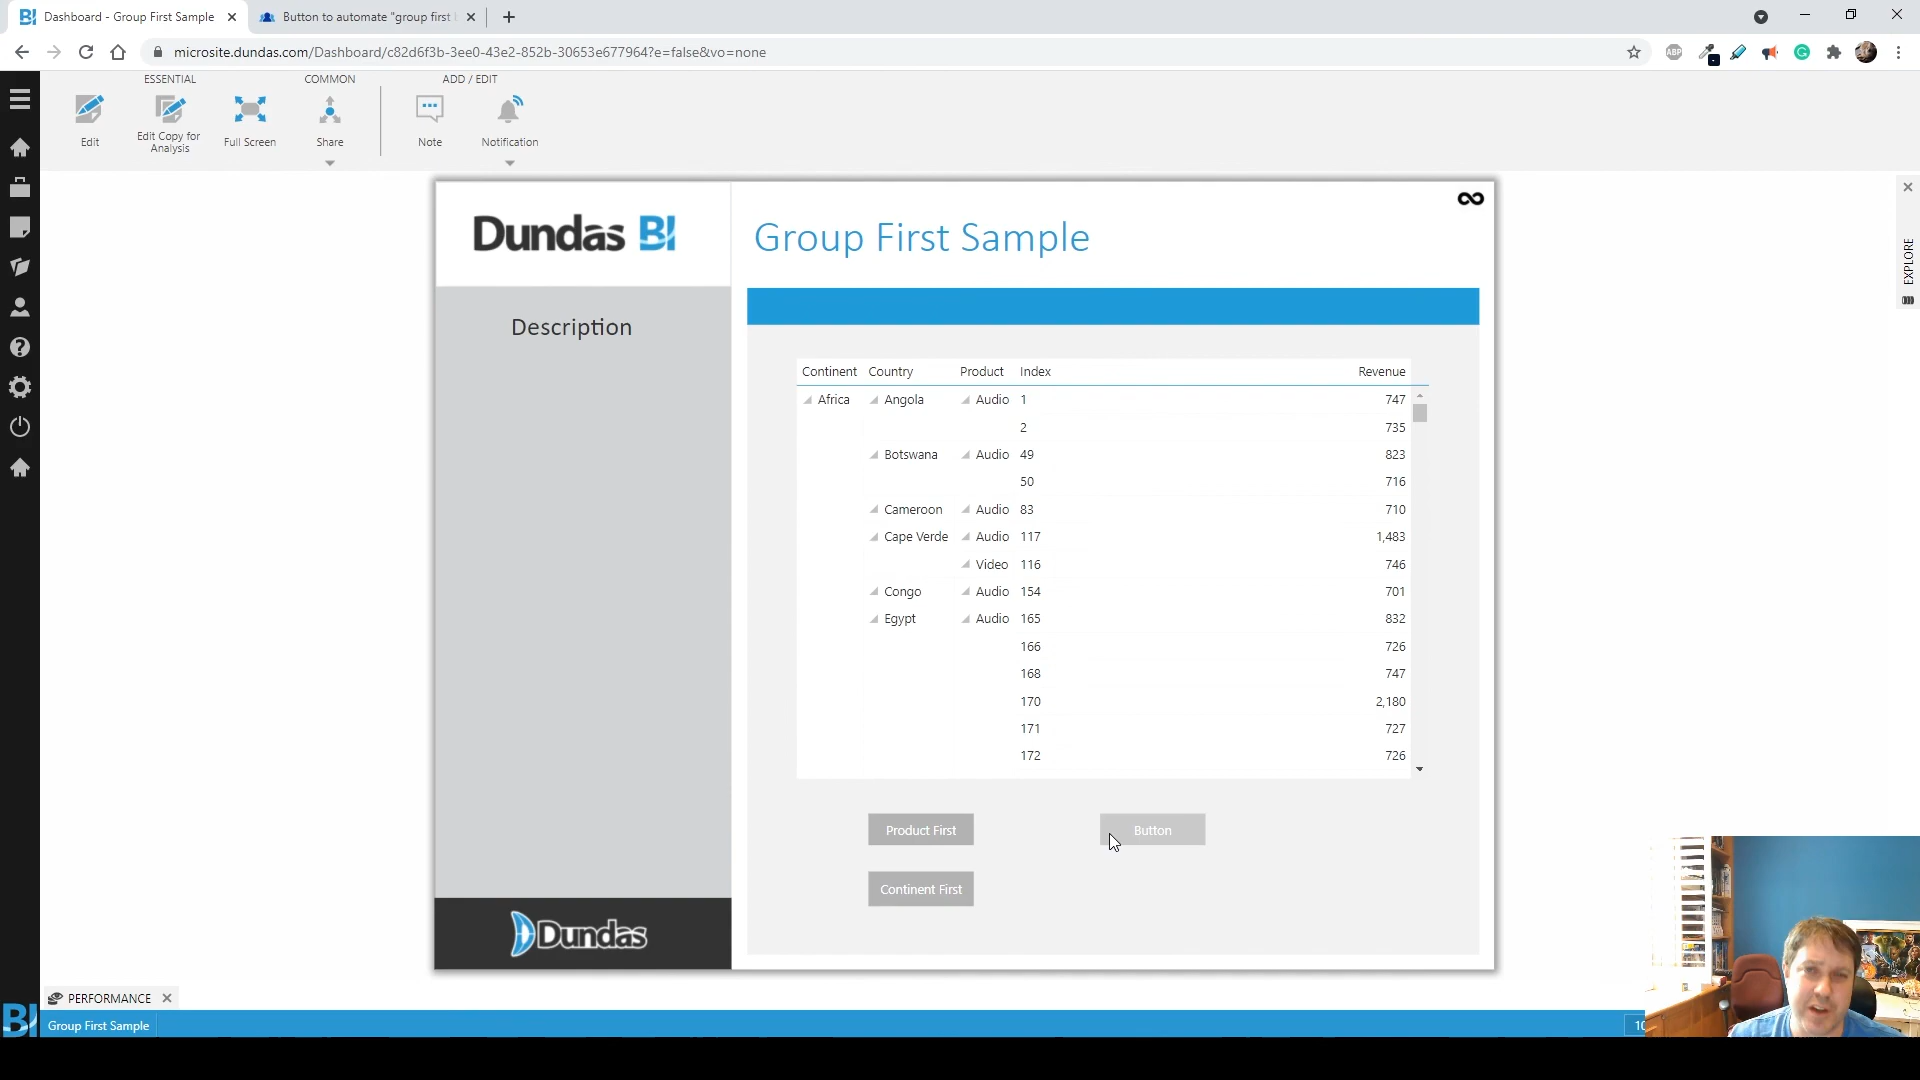 Dashboard - Group First Sample
Button to automate "group first
microsite.dundas.com/Dashboard/c82d6f3b-3ee0-43e2-852b-30653e677964?e=false&vo=none
ABP
ESSENTIAL COMMON ADD / EDIT
Edit
Edit Copy for Analysis
Full Screen
Share
Note
Notification
EXPLORE
Dundas BI
Group First Sample
Description
Continent Country Product Index Revenue
Africa Angola Audio 1 747
2 735
Botswana Audio 49 823
50 716
Cameroon Audio 83 710
Cape Verde Audio 117 1,483
Video 116 746
Congo Audio 154 701
Egypt Audio 165 832
166 726
168 747
170 2,180
171 727
172 726
Product First Button
Continent First
Dundas
PERFORMANCE
BI
Group First Sample